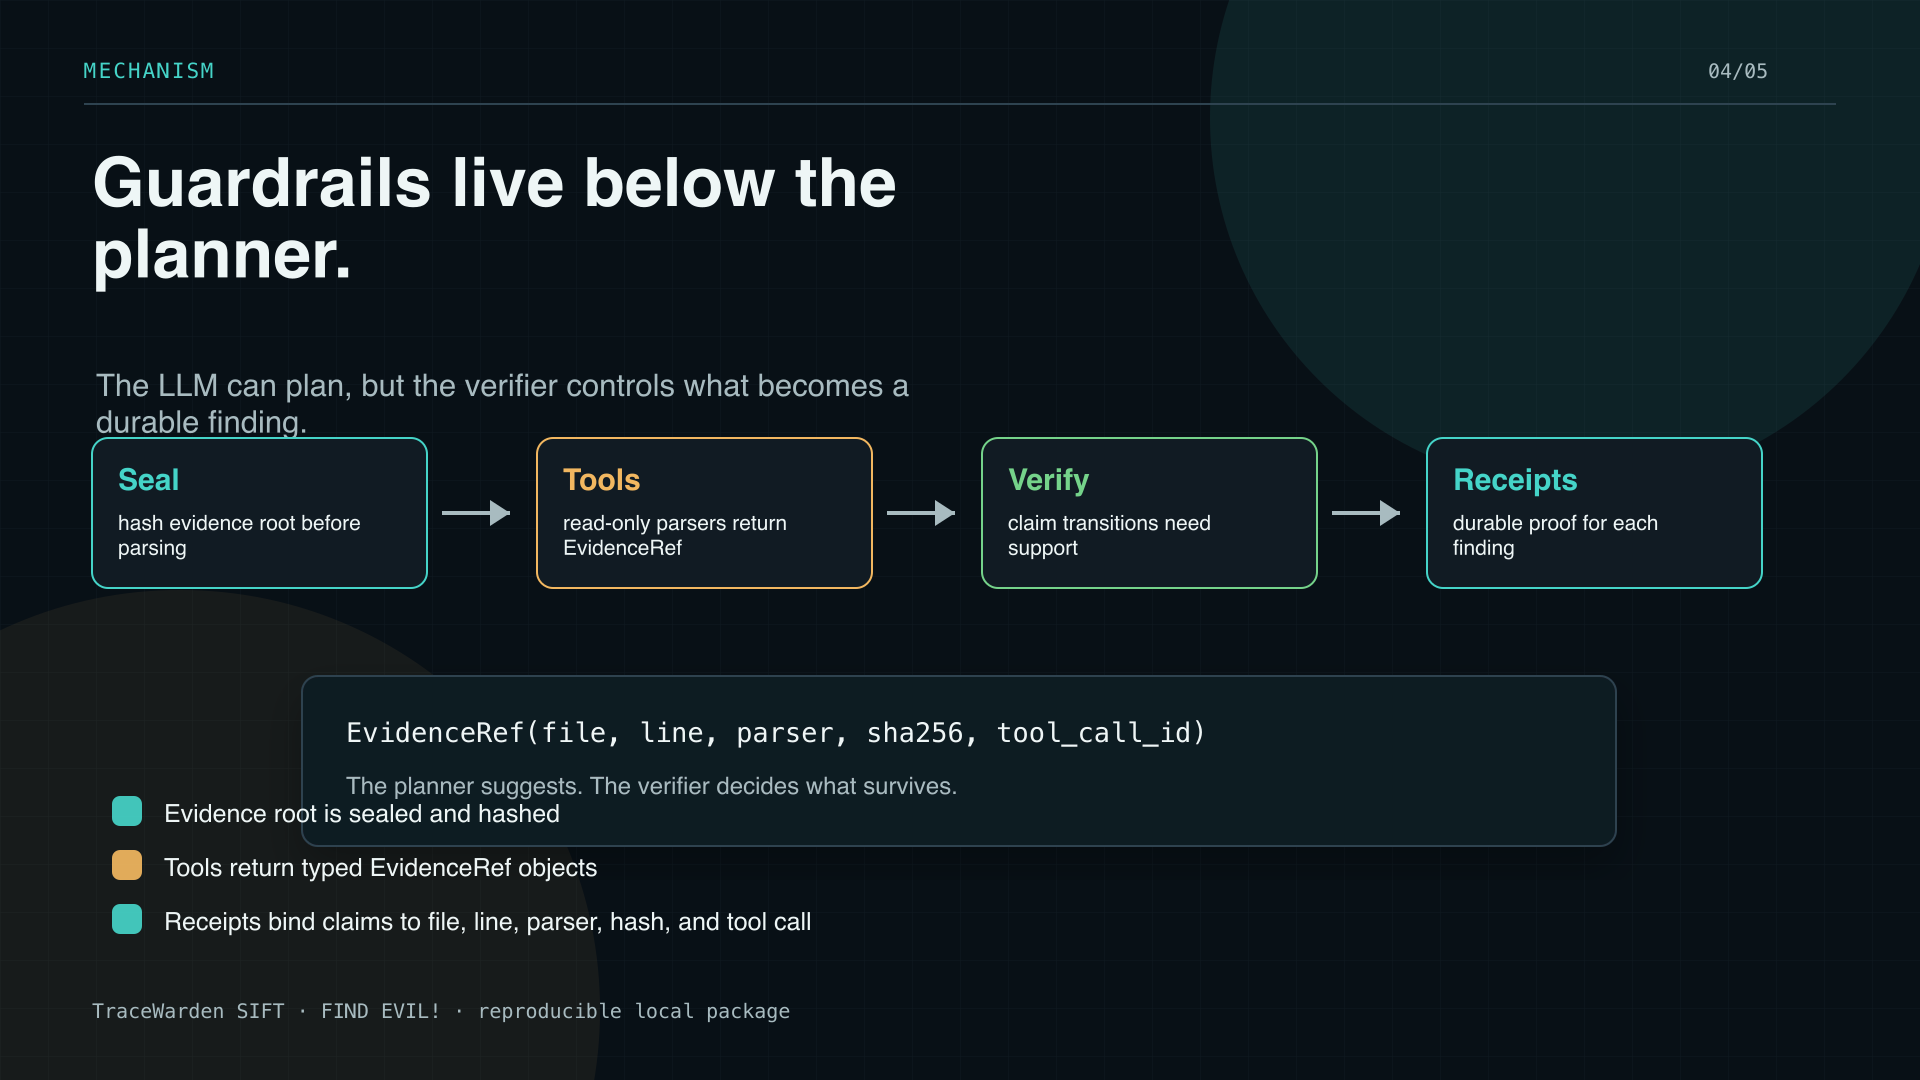 MECHANISM
04/05
Guardrails live below the
planner.
The LLM can plan, but the verifier controls what becomes a
durable finding.
Seal
hash evidence root before
parsing
Tools
read-only parsers return
EvidenceRef
Verify
claim transitions need
support
Receipts
durable proof for each
finding
EvidenceRef(file, line, parser, sha256, tool_call_id)
The planner suggests. The verifier decides what survives.
Evidence root is sealed and hashed
Tools return typed EvidenceRef objects
Receipts bind claims to file, line, parser, hash, and tool call
TraceWarden SIFT · FIND EVIL! · reproducible local package